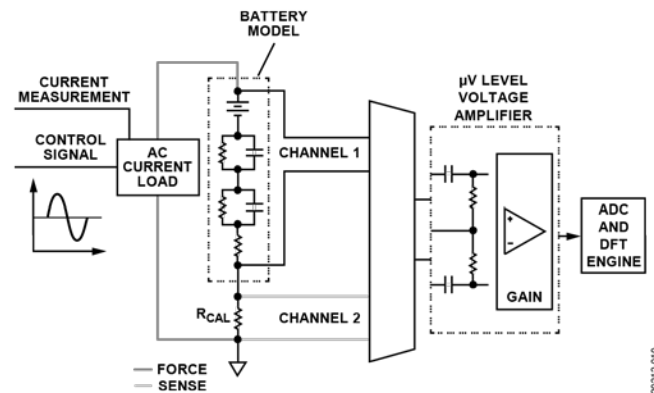 BATTERY
MODEL
CURRENT
MEASUREMENT
CONTROL
SIGNAL
AC
CURRENT
LOAD
CHANNEL 1
RCAL
CHANNEL 2
FORCE
SENSE
µV LEVEL
VOLTAGE
AMPLIFIER
+
−
GAIN
ADC
AND
DFT
ENGINE